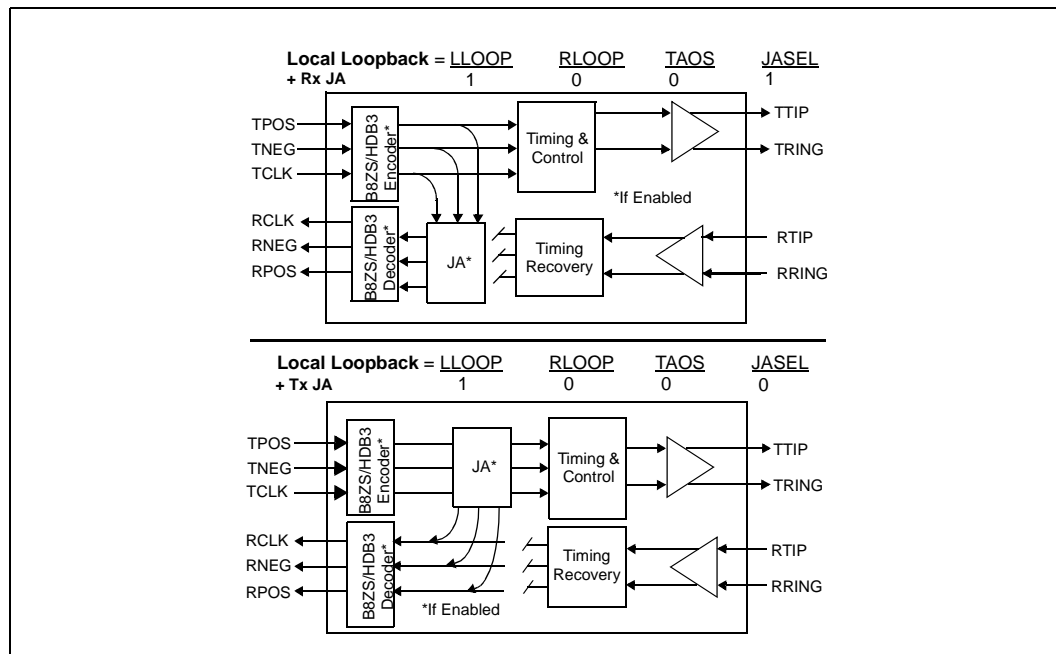 Local Loopback = LLOOP RLOOP TAOS JASEL
+ Rx JA 1 0 0 1
TPOS
TNEG
TCLK
B8ZS/HDB3
Encoder*
Timing &
Control
TTIP
TRING
*If Enabled
RCLK
RNEG
RPOS
B8ZS/HDB3
Decoder*
JA*
Timing
Recovery
RTIP
RRING
Local Loopback = LLOOP RLOOP TAOS JASEL
+ Tx JA 1 0 0 0
TPOS
TNEG
TCLK
B8ZS/HDB3
Encoder*
JA*
Timing &
Control
TTIP
TRING
RCLK
RNEG
RPOS
B8ZS/HDB3
Decoder*
*If Enabled
Timing
Recovery
RTIP
RRING